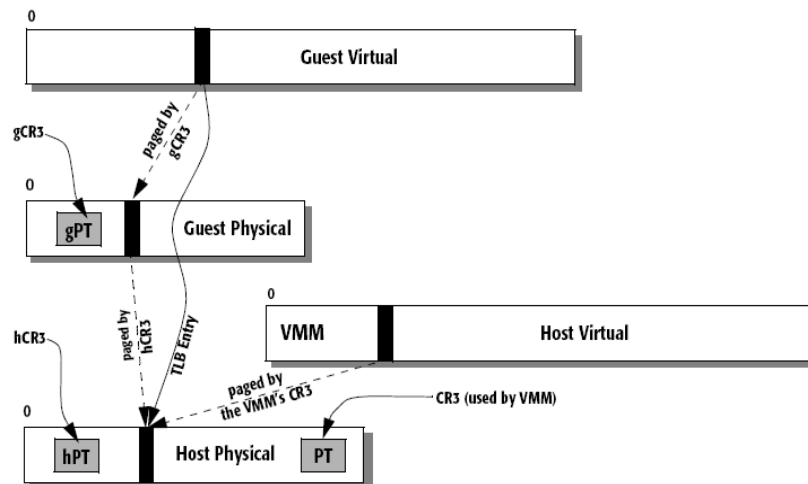 0
Guest Virtual
paged by
gCR3
gCR3
0
gPT
Guest Physical
0
VMM
Host Virtual
paged by
hCR3
TLB Entry
hCR3
paged by
the VMM's CR3
CR3 (used by VMM)
0
hPT
Host Physical
PT